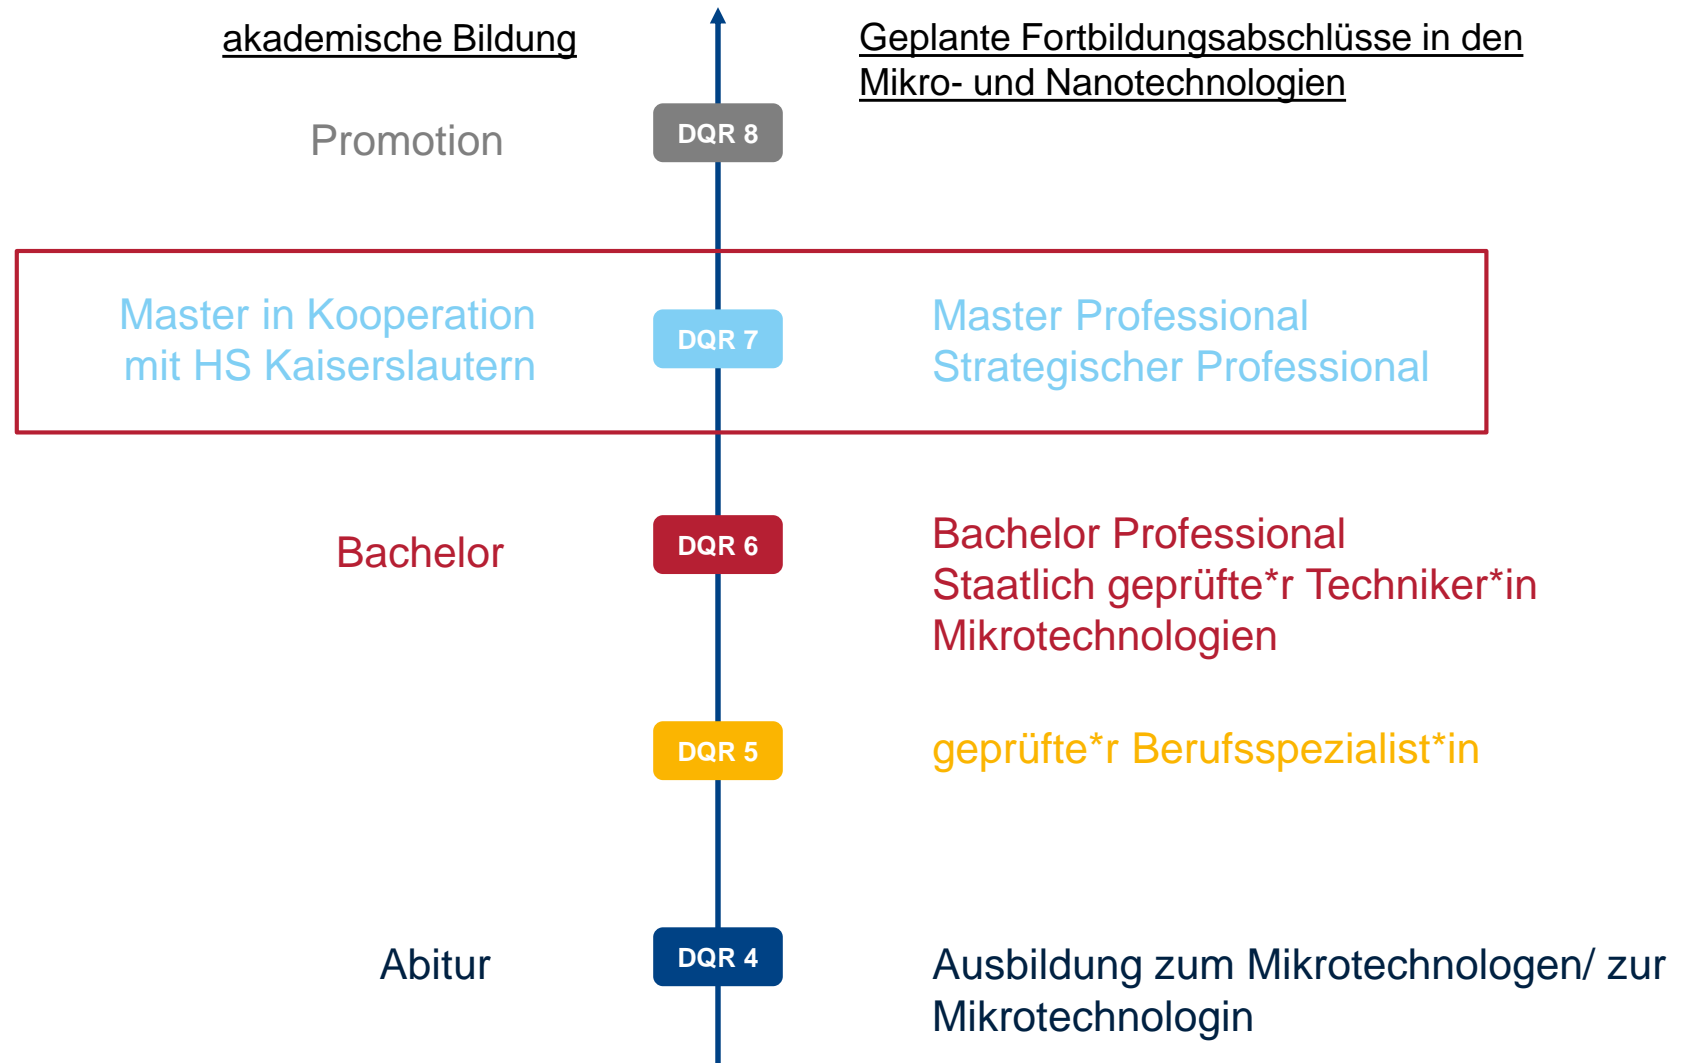 akademische Bildung
Geplante Fortbildungsabschlüsse in den
Mikro- und Nanotechnologien
Promotion
DQR 8
Master in Kooperation
mit HS Kaiserslautern
DQR 7
Master Professional
Strategischer Professional
Bachelor
DQR 6
Bachelor Professional
Staatlich geprüfte*r Techniker*in
Mikrotechnologien
DQR 5
geprüfte*r Berufsspezialist*in
Abitur
DQR 4
Ausbildung zum Mikrotechnologen/ zur
Mikrotechnologin